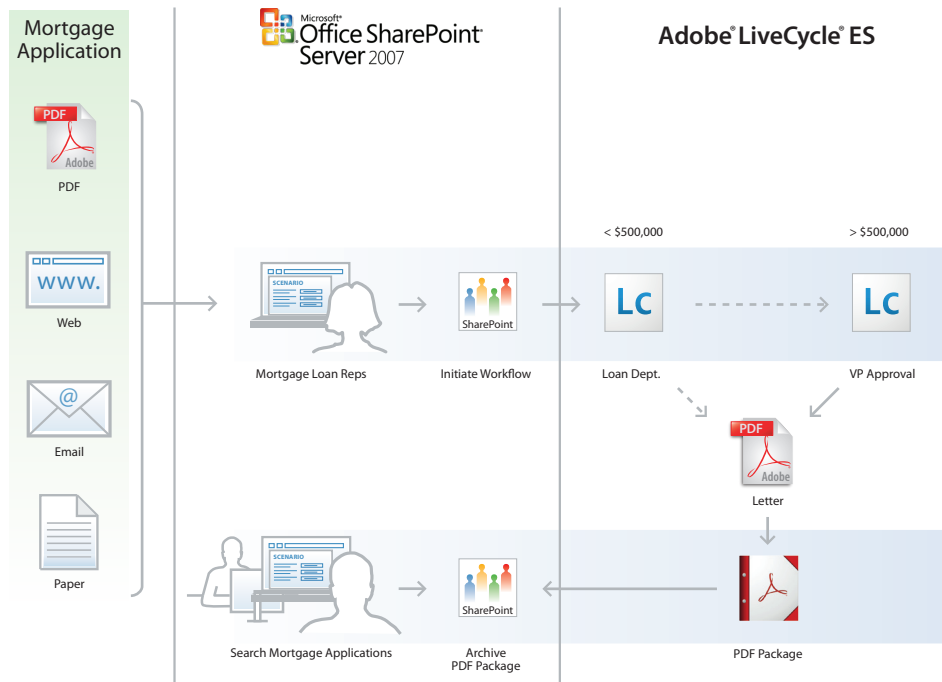 Mortgage
Application
PDF
Adobe
PDF
www.
Web
@
Email
Paper
Microsoft®
Office SharePoint®
Server 2007
Adobe® LiveCycle® ES
< $500,000
> $500,000
SCENARIO
SharePoint
Lc
Lc
Mortgage Loan Reps
Initiate Workflow
Loan Dept.
VP Approval
PDF
Adobe
Letter
SCENARIO
SharePoint
Search Mortgage Applications
Archive
PDF Package
PDF Package